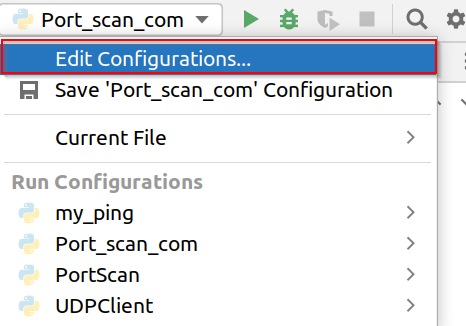 Port_scan_com
Edit Configurations...
Save 'Port_scan_com' Configuration
Current File
Run Configurations
my_ping
Port_scan_com
PortScan
UDPClient